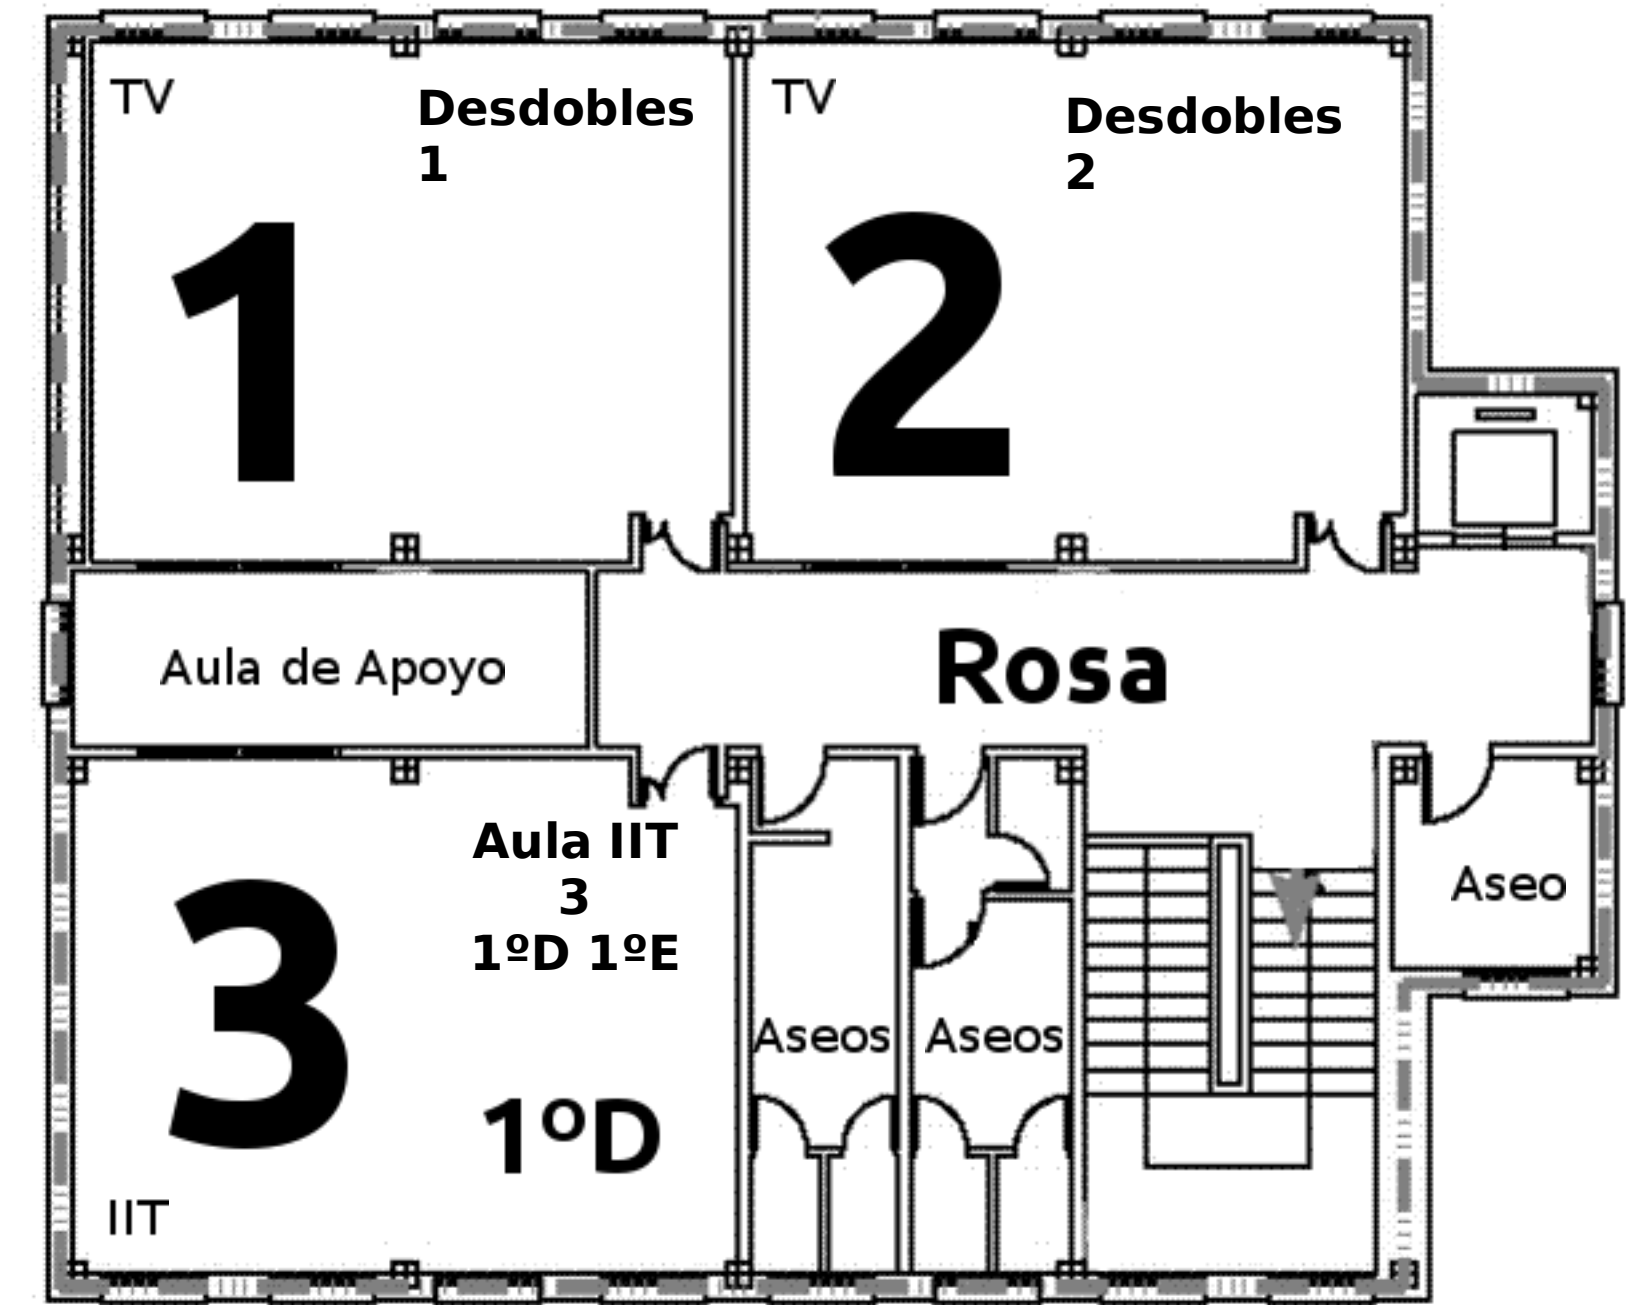 TV
Desdobles
1
1
TV
Desdobles
2
2
Aula de Apoyo
Rosa
Aula IIT
3
1ºD 1ºE
3
1ºD
IIT
Aseos
Aseos
Aseo